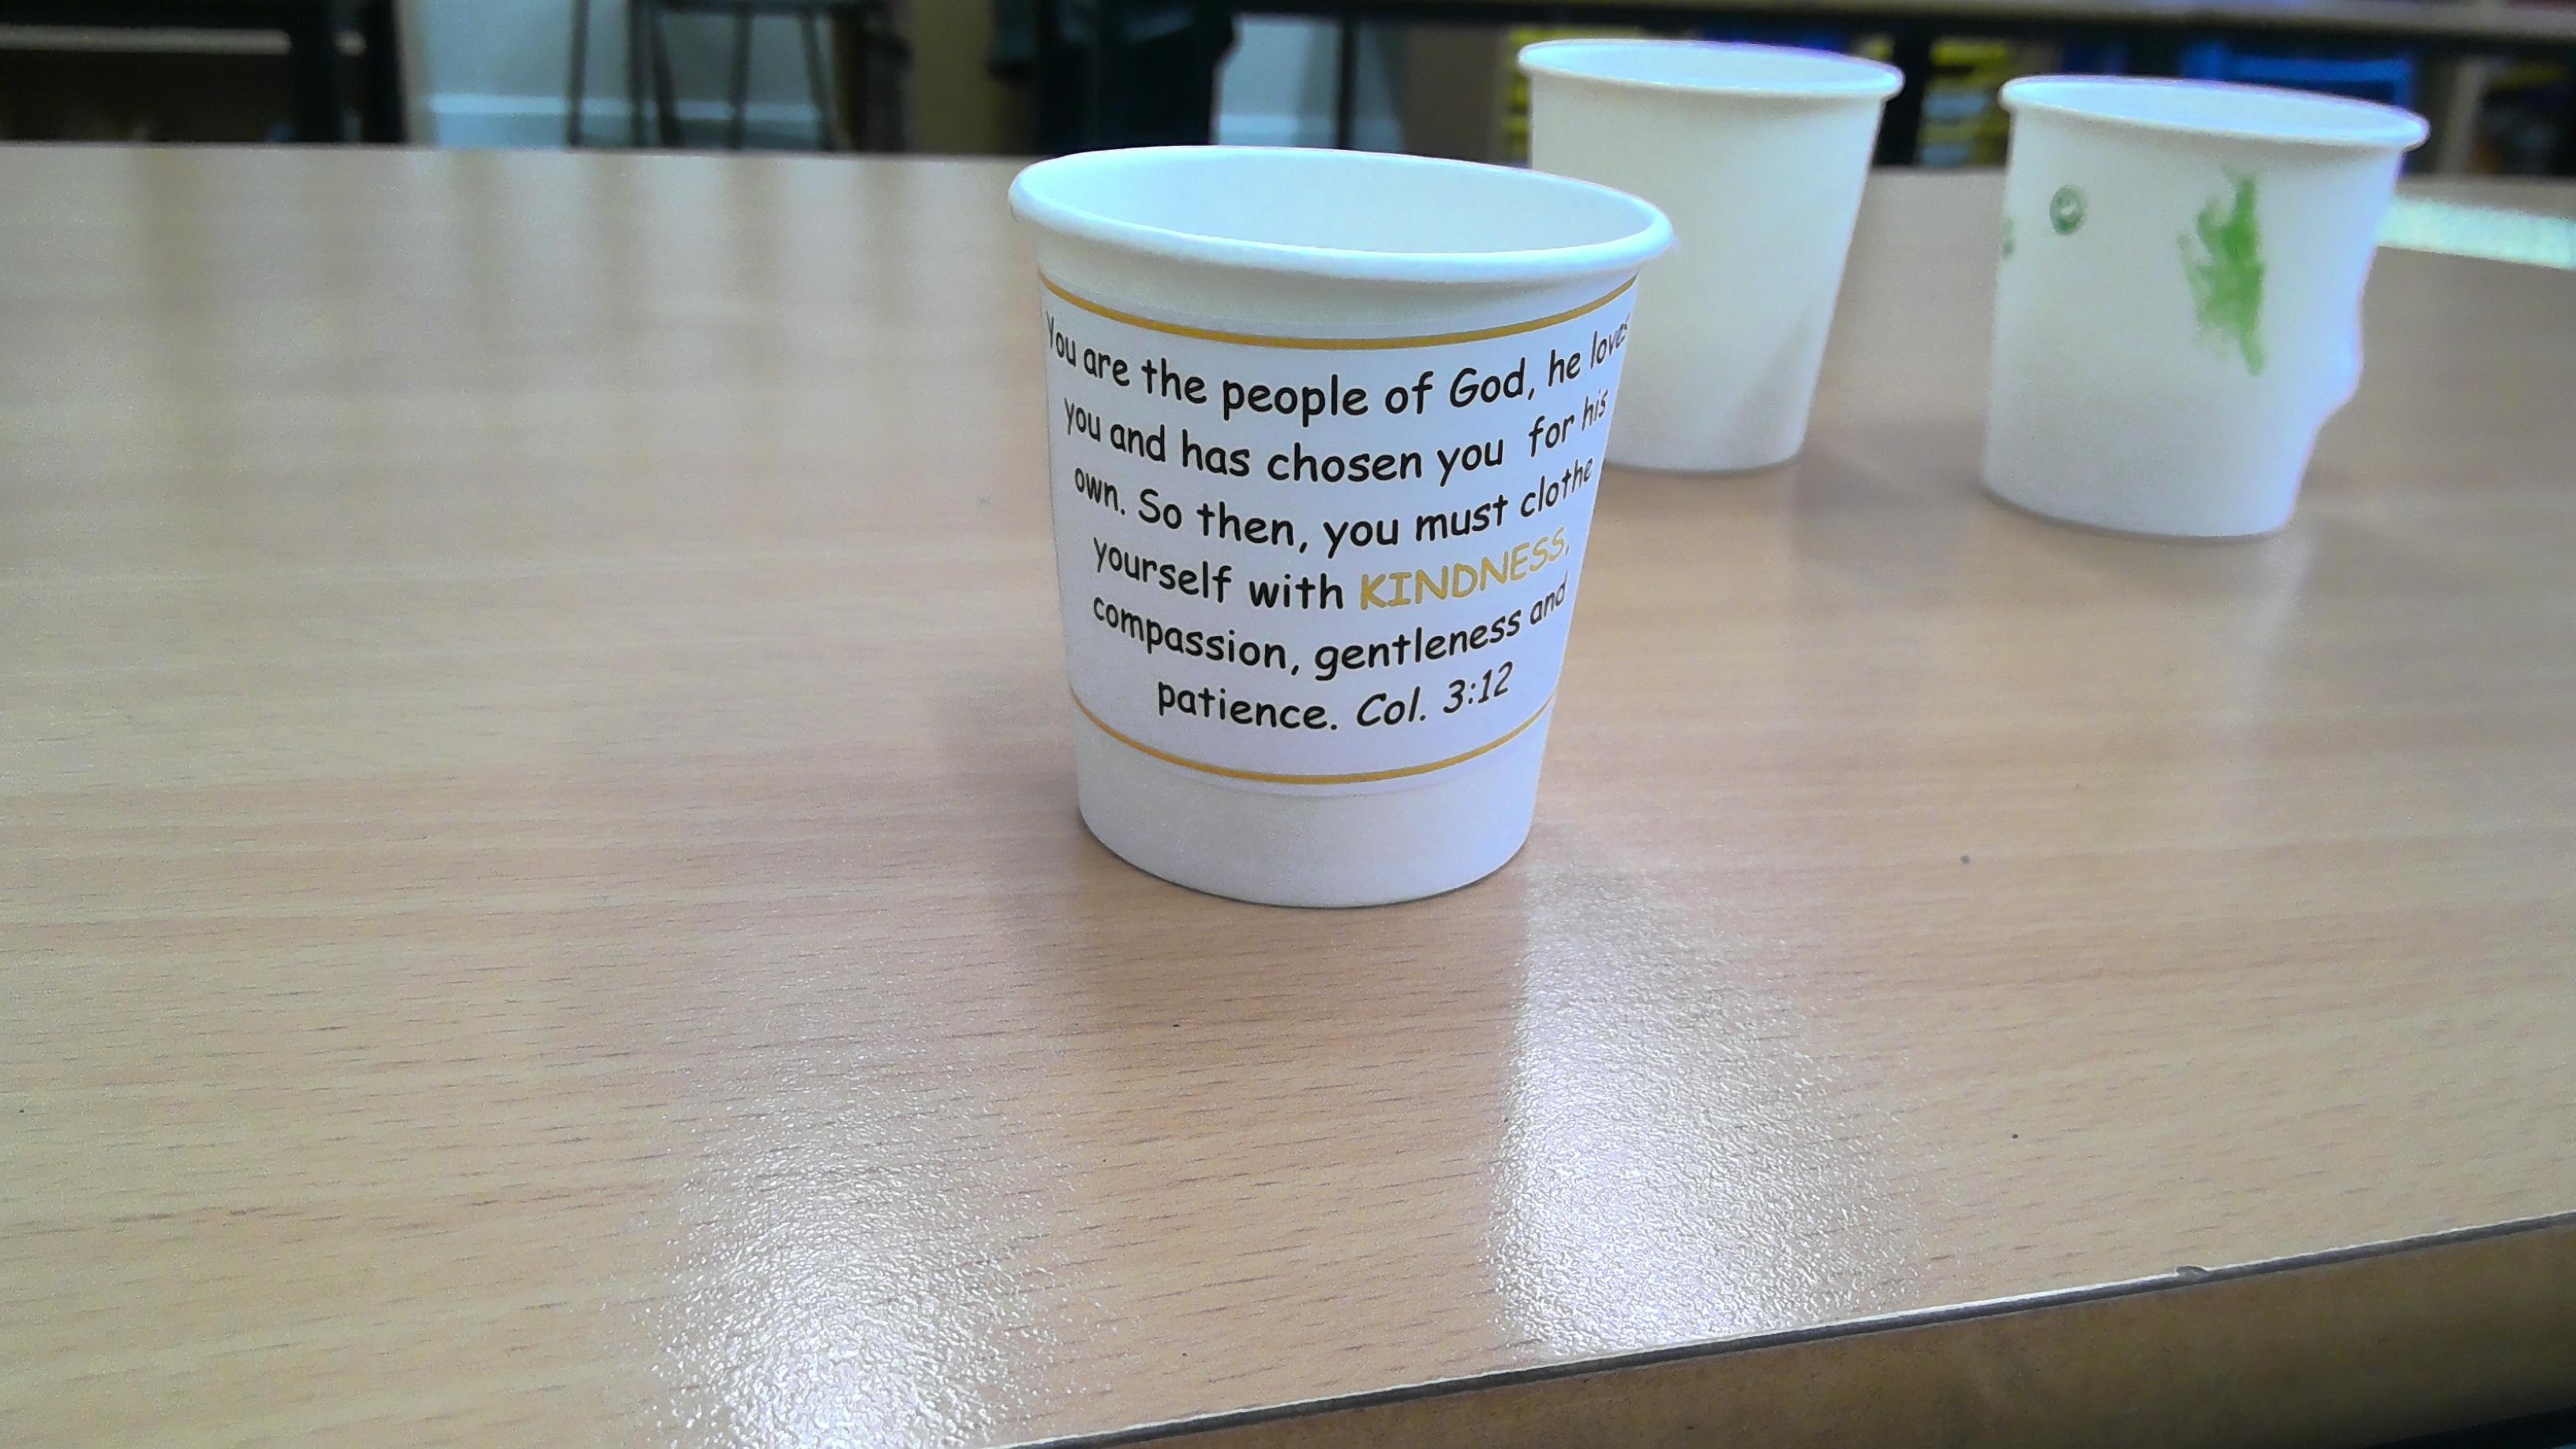 You are the people of God, he loves
you and has chosen you for his
own. So then, you must clothe
yourself with KINDNESS,
compassion, gentleness and
patience. Col. 3:12